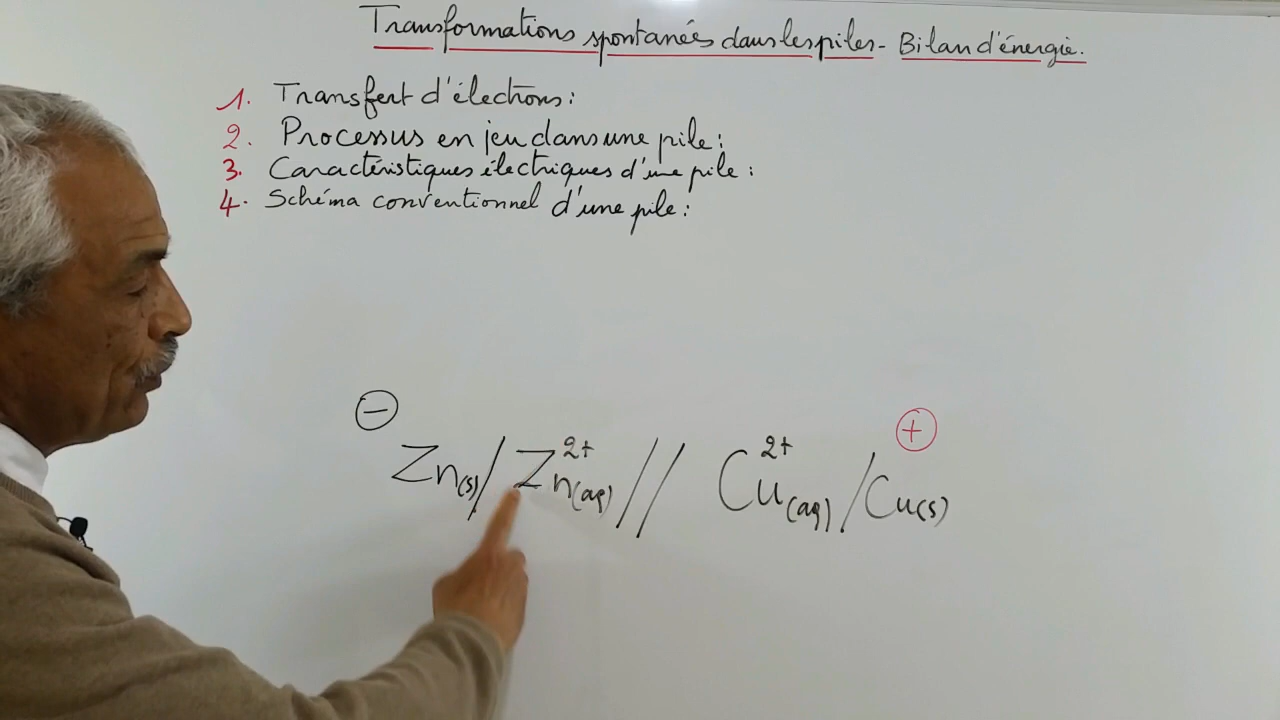 Transformations spontanées dans les piles - Bilan d'énergie.
1. Transfert d'électrons :
2. Processus en jeu dans une pile :
3. Caractéristiques électriques d'une pile :
4. Schéma conventionnel d'une pile :
⊖ ⊕
Zn(s) / Zn²⁺(aq) // Cu²⁺(aq) / Cu(s)